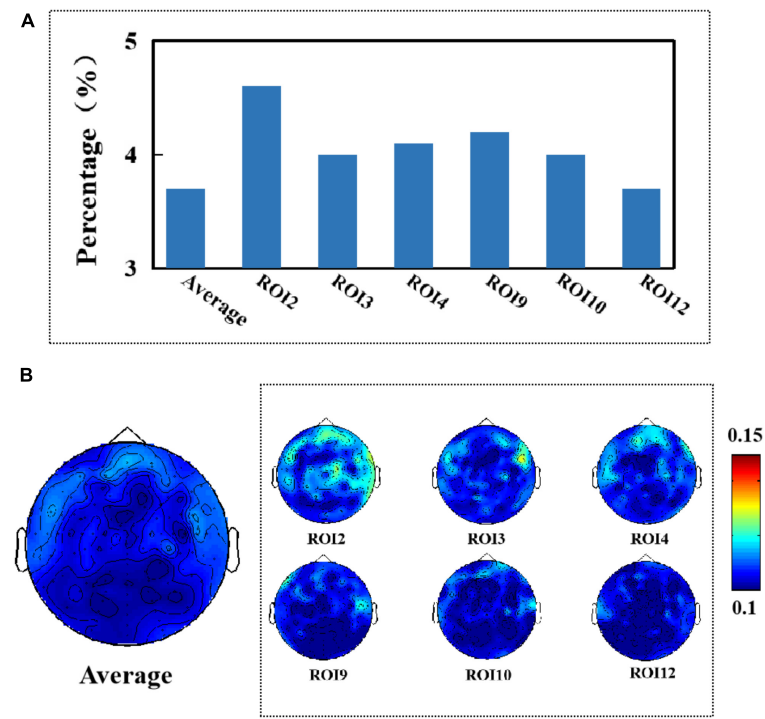 A
Percentage (%)
5
4
3
Average
ROI2
ROI3
ROI4
ROI9
ROI10
ROI12
B
Average
ROI2
ROI3
ROI4
ROI9
ROI10
ROI12
0.15
0.1